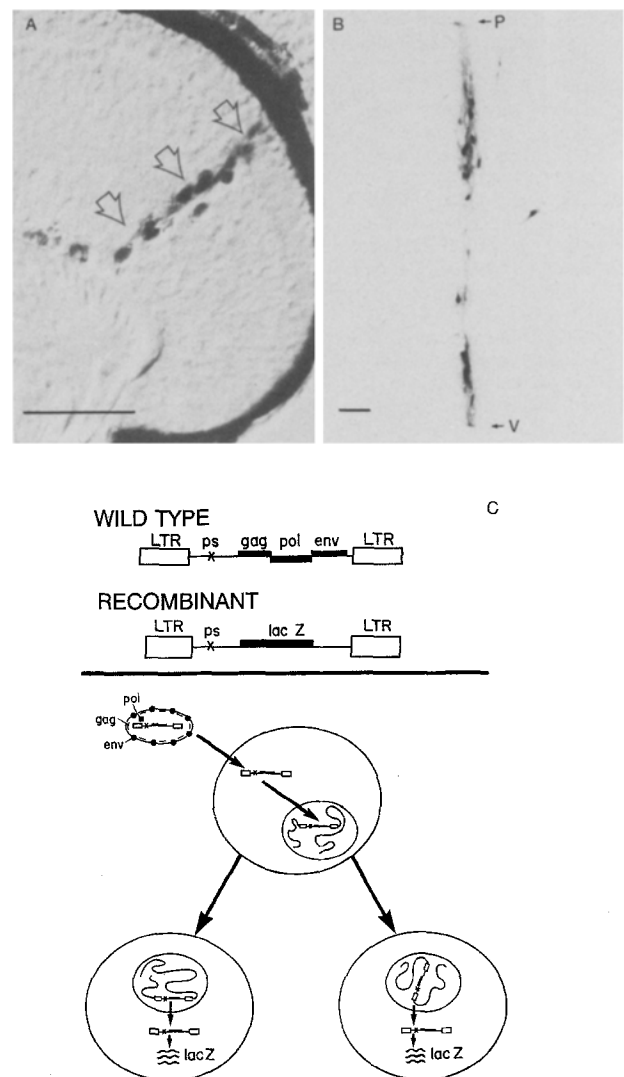 A
B
P
V
C
WILD TYPE
LTR ps gag pol env LTR
RECOMBINANT
LTR ps lac Z LTR
pol
gag
env
lac Z lac Z